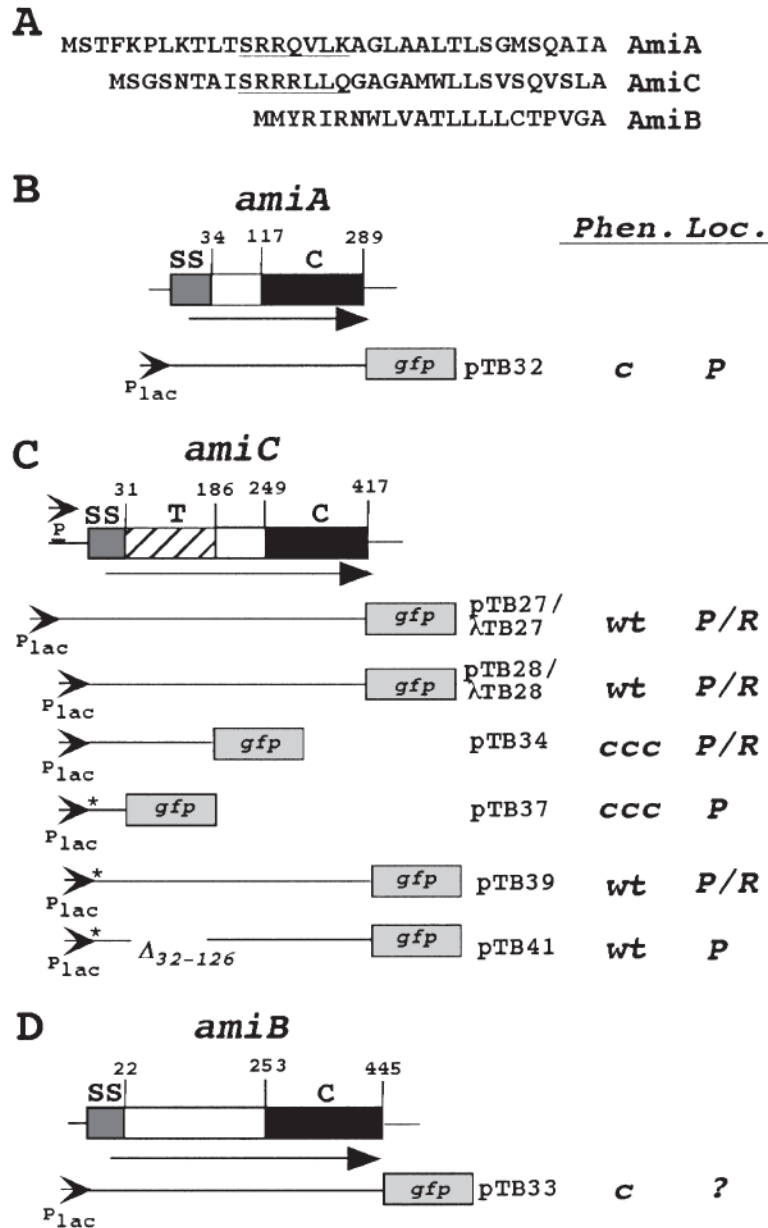 A
MSTFKPLKTLTSRRQVLKAGLAALTLSGMSQAIA AmiA
MSGSNTAISRRRLLQGAGAMWLLSVSQVSLA AmiC
MMYRIRNWLVATLLLLCTPVGA AmiB
B
amiA
Phen. Loc.
34 117 289
SS C
gfp pTB32 c P
Plac
C
amiC
31 186 249 417
P SS T C
gfp pTB27/λTB27 wt P/R
Plac
gfp pTB28/λTB28 wt P/R
Plac
gfp pTB34 ccc P/R
Plac
* gfp pTB37 ccc P
Plac
* gfp pTB39 wt P/R
Plac
* Δ32-126 gfp pTB41 wt P
Plac
D
amiB
22 253 445
SS C
gfp pTB33 c ?
Plac